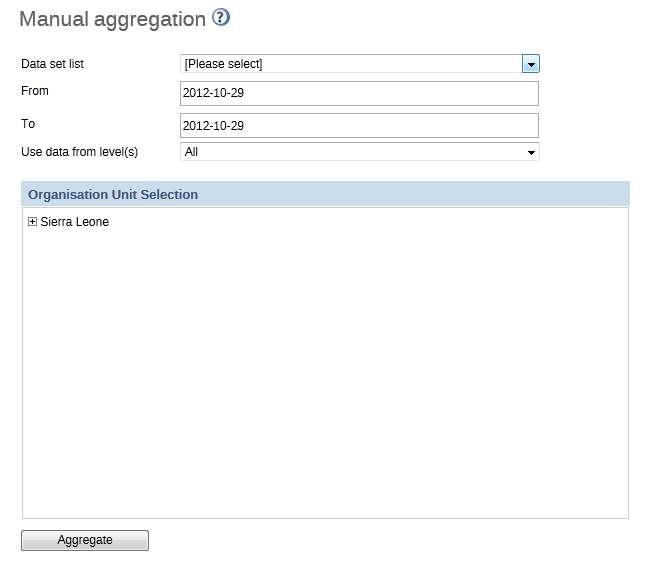 Manual aggregation ?
Data set list [Please select]
From 2012-10-29
To 2012-10-29
Use data from level(s) All
Organisation Unit Selection
Sierra Leone
Aggregate